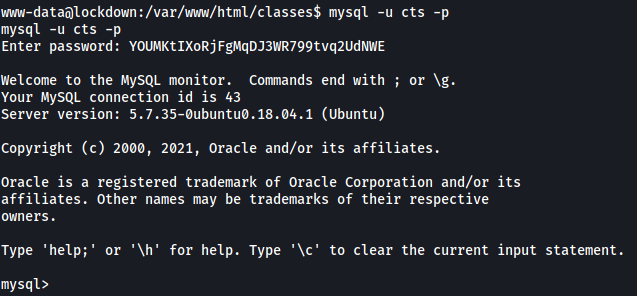 www-data@lockdown:/var/www/html/classes$ mysql -u cts -p
mysql -u cts -p
Enter password: YOUMKtIXoRjFgMqDJ3WR799tvq2UdNWE
Welcome to the MySQL monitor.  Commands end with ; or \g.
Your MySQL connection id is 43
Server version: 5.7.35-0ubuntu0.18.04.1 (Ubuntu)
Copyright (c) 2000, 2021, Oracle and/or its affiliates.
Oracle is a registered trademark of Oracle Corporation and/or its
affiliates. Other names may be trademarks of their respective
owners.
Type 'help;' or '\h' for help. Type '\c' to clear the current input statement.
mysql>